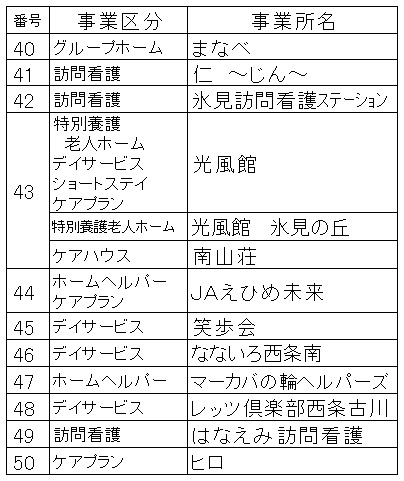 番号 事業区分 事業所名
40 グループホーム まなべ
41 訪問看護 仁 ～じん～
42 訪問看護 氷見訪問看護ステーション
43 特別養護
老人ホーム
デイサービス
ショートステイ
ケアプラン 光風館
特別養護老人ホーム 光風館 氷見の丘
ケアハウス 南山荘
44 ホームヘルパー
ケアプラン JAえひめ未来
45 デイサービス 笑歩会
46 デイサービス なないろ西条南
47 ホームヘルパー マーカバの輪ヘルパーズ
48 デイサービス レッツ倶楽部西条古川
49 訪問看護 はなえみ訪問看護
50 ケアプラン ヒロ